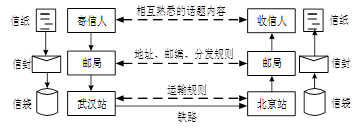 信纸 寄信人 相互熟悉的话题内容 收信人 信纸
信封 邮局 地址、邮编、分发规则 邮局 信封
信袋 武汉站 运输规则 北京站 信袋
铁路